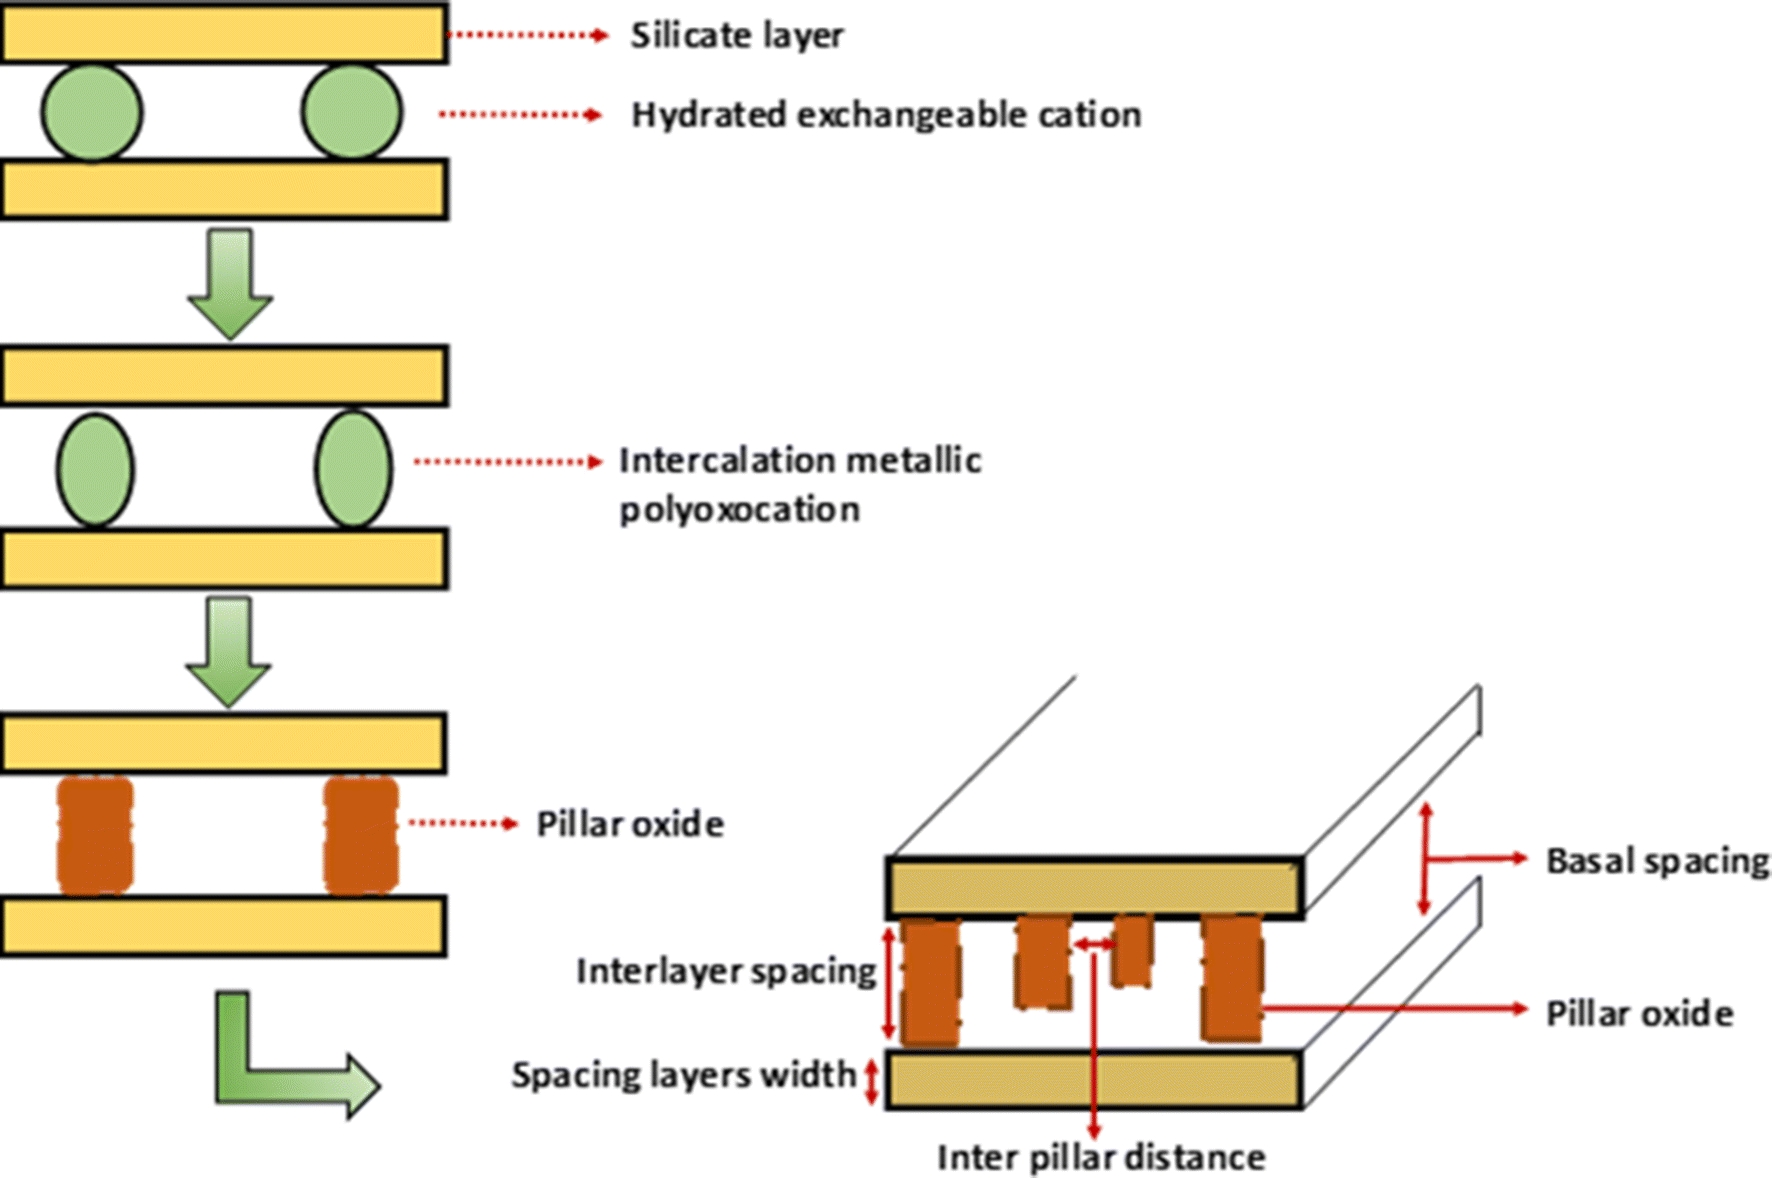 Silicate layer
Hydrated exchangeable cation
Intercalation metallic
polyoxocation
Pillar oxide
Basal spacing
Interlayer spacing
Pillar oxide
Spacing layers width
Inter pillar distance